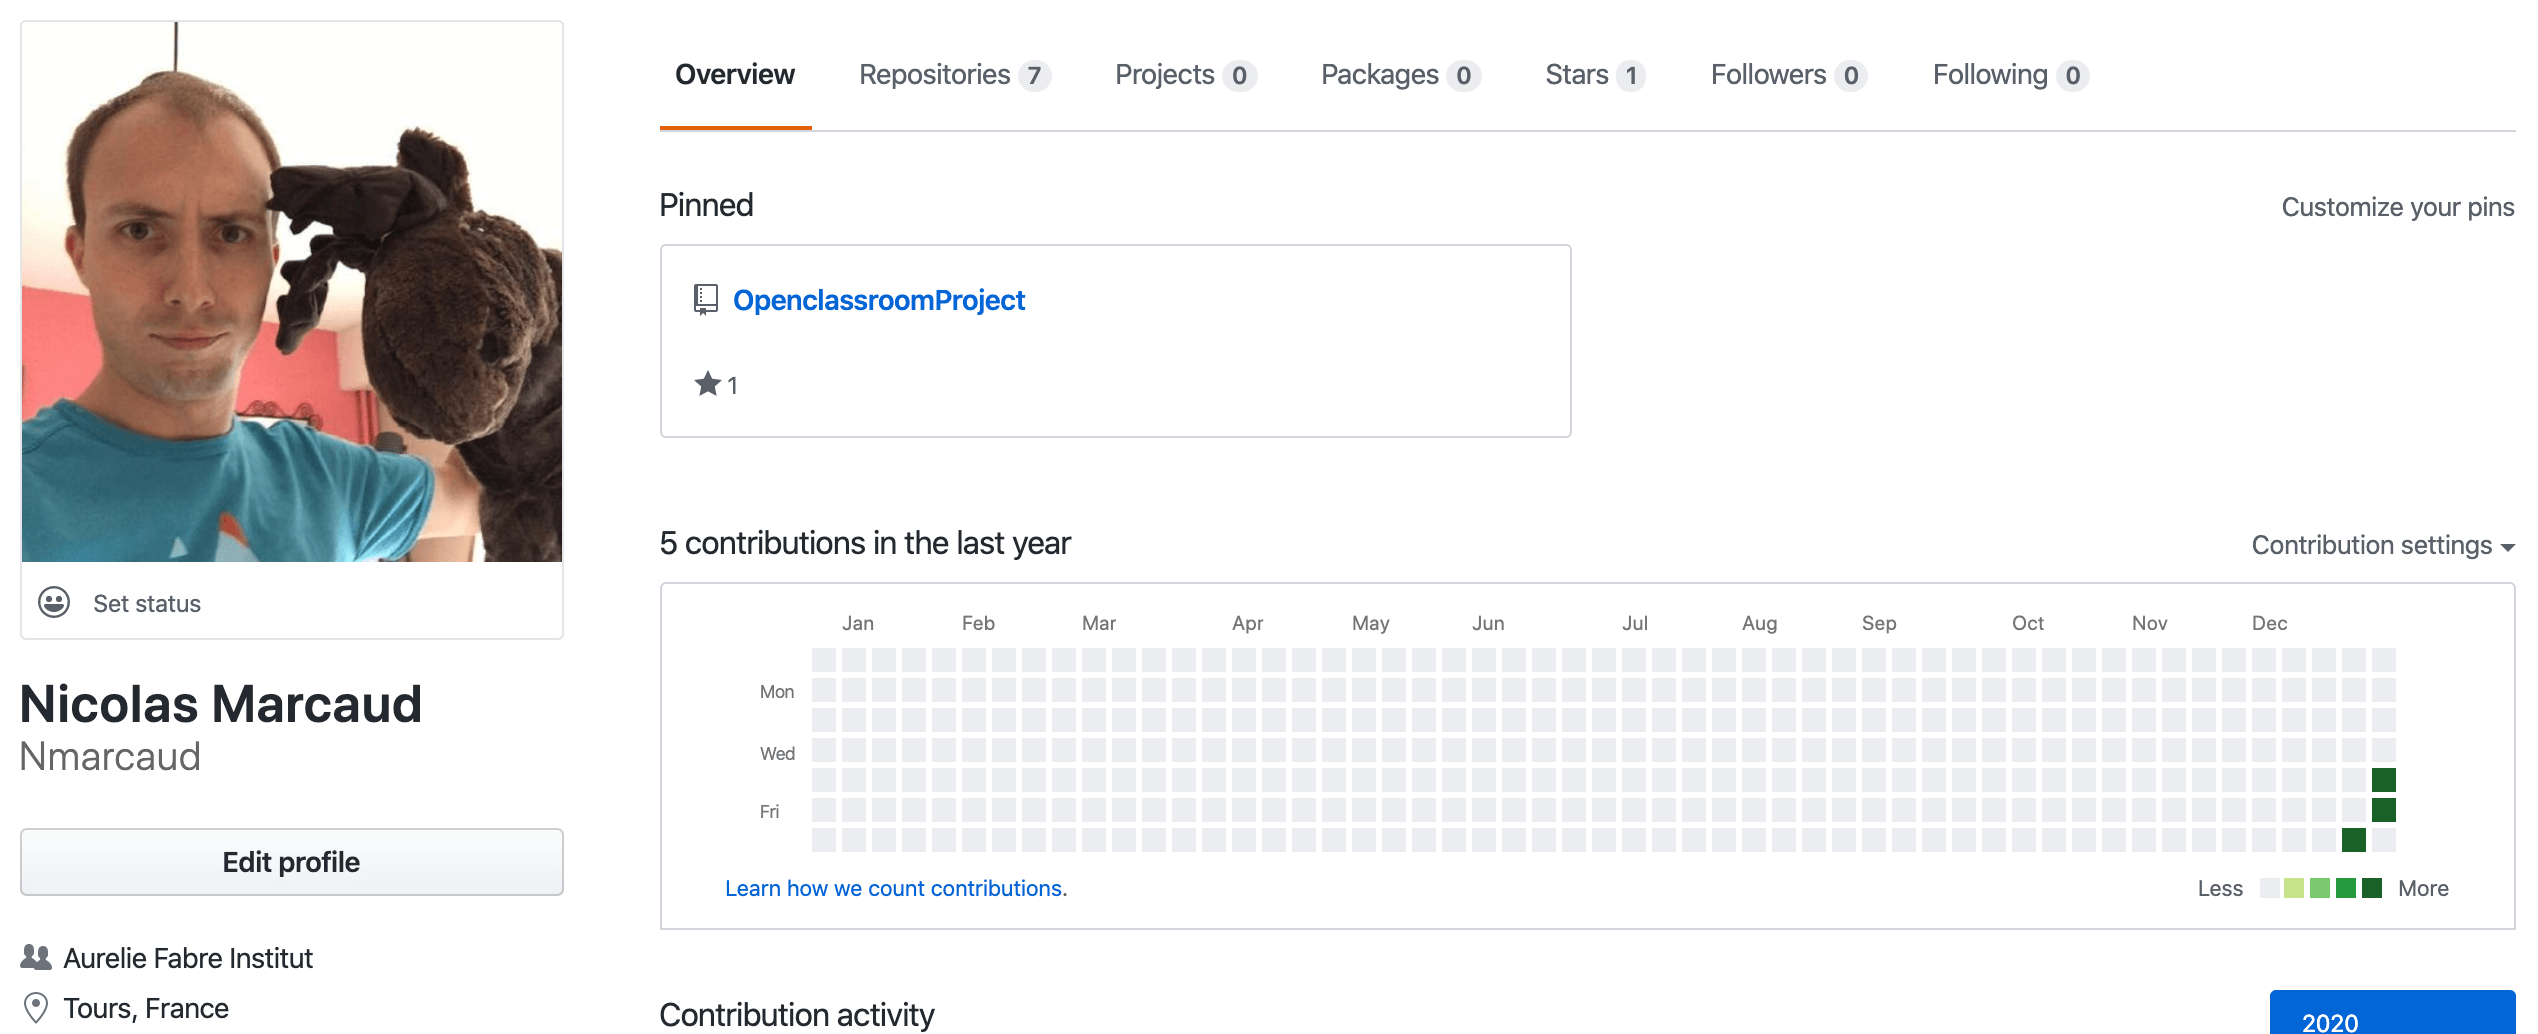 Overview Repositories 7 Projects 0 Packages 0 Stars 1 Followers 0 Following 0
Pinned
Customize your pins
OpenclassroomProject
1
5 contributions in the last year
Contribution settings
Jan Feb Mar Apr May Jun Jul Aug Sep Oct Nov Dec
Mon
Wed
Fri
Learn how we count contributions.
Less
More
Set status
Nicolas Marcaud
Nmarcaud
Edit profile
Aurelie Fabre Institut
Tours, France
Contribution activity
2020